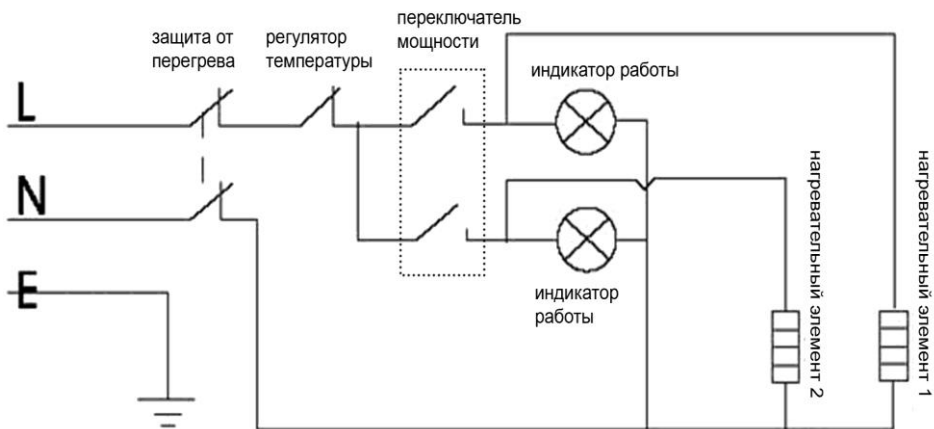 переключатель
мощности
защита от
перегрева
регулятор
температуры
индикатор работы
L
N
E
индикатор
работы
нагревательный элемент 2
нагревательный элемент 1